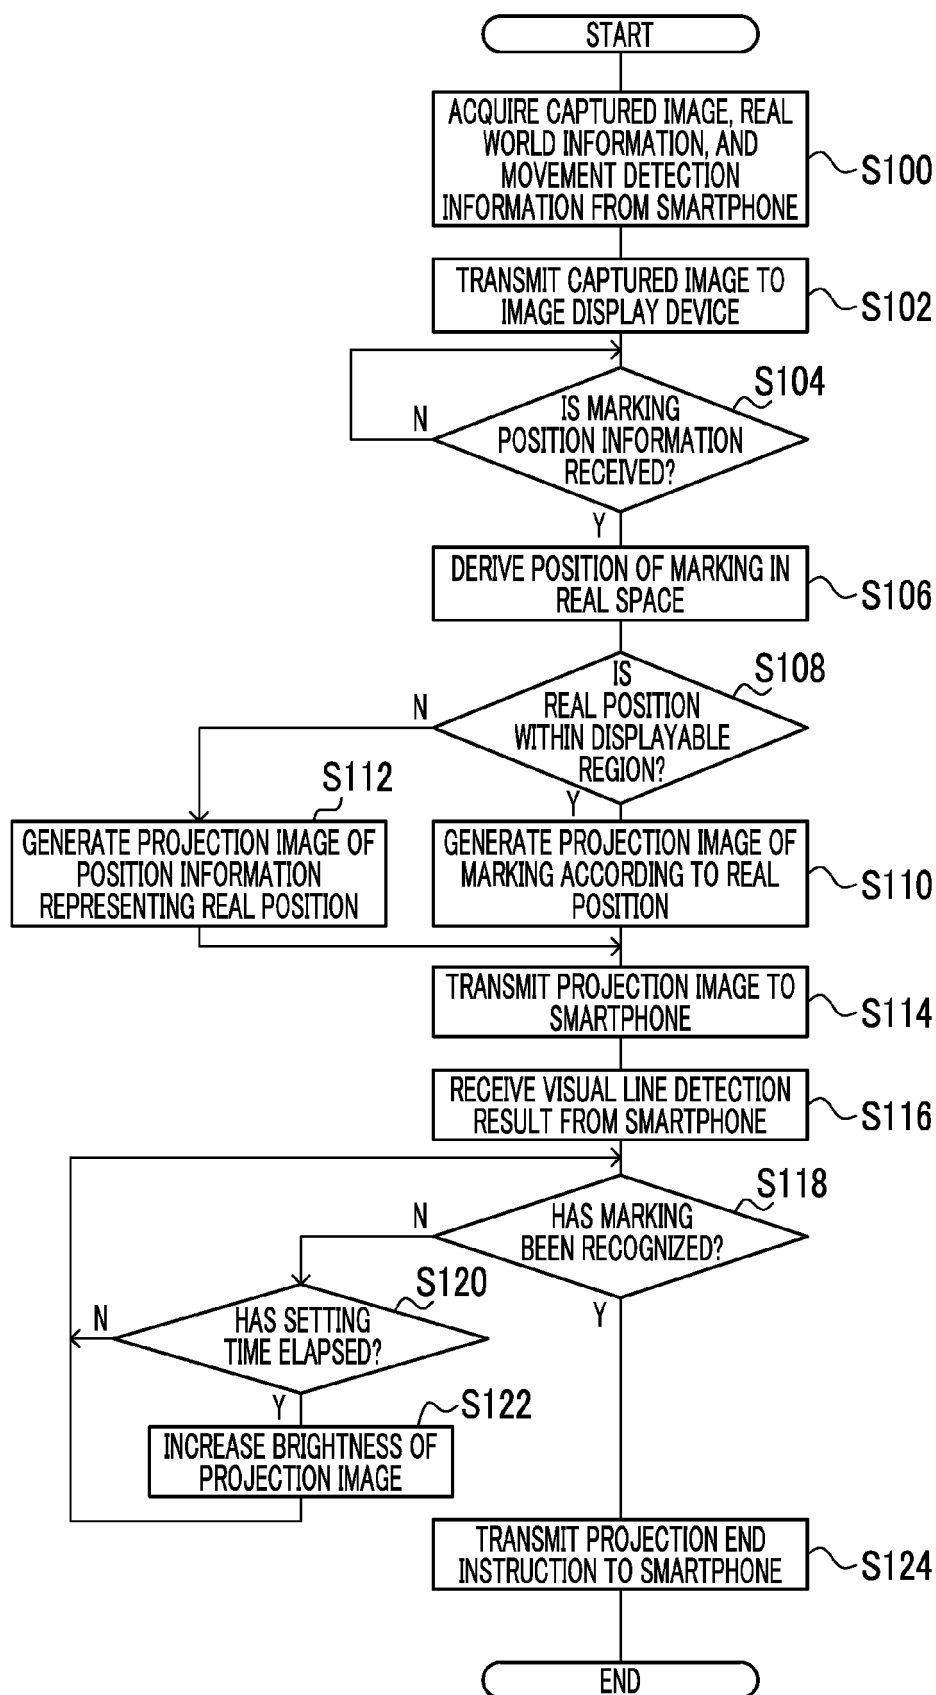 START
ACQUIRE CAPTURED IMAGE, REAL
WORLD INFORMATION, AND
MOVEMENT DETECTION
INFORMATION FROM SMARTPHONE
S100
TRANSMIT CAPTURED IMAGE TO
IMAGE DISPLAY DEVICE
S102
S104
N
IS MARKING
POSITION INFORMATION
RECEIVED?
Y
DERIVE POSITION OF MARKING IN
REAL SPACE
S106
S108
N
IS
REAL POSITION
WITHIN DISPLAYABLE
REGION?
Y
S112
GENERATE PROJECTION IMAGE OF
POSITION INFORMATION
REPRESENTING REAL POSITION
GENERATE PROJECTION IMAGE OF
MARKING ACCORDING TO REAL
POSITION
S110
TRANSMIT PROJECTION IMAGE TO
SMARTPHONE
S114
RECEIVE VISUAL LINE DETECTION
RESULT FROM SMARTPHONE
S116
S118
N
HAS MARKING
BEEN RECOGNIZED?
Y
S120
N
HAS SETTING
TIME ELAPSED?
Y
S122
INCREASE BRIGHTNESS OF
PROJECTION IMAGE
TRANSMIT PROJECTION END
INSTRUCTION TO SMARTPHONE
S124
END